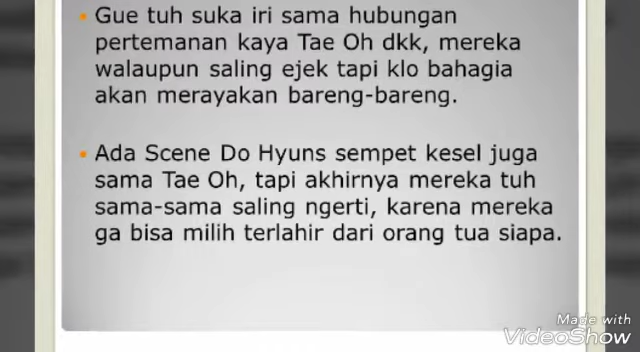 • Gue tuh suka iri sama hubungan
pertemanan kaya Tae Oh dkk, mereka
walaupun saling ejek tapi klo bahagia
akan merayakan bareng-bareng.
• Ada Scene Do Hyuns sempet kesel juga
sama Tae Oh, tapi akhirnya mereka tuh
sama-sama saling ngerti, karena mereka
ga bisa milih terlahir dari orang tua siapa.
Made with
VideoShow